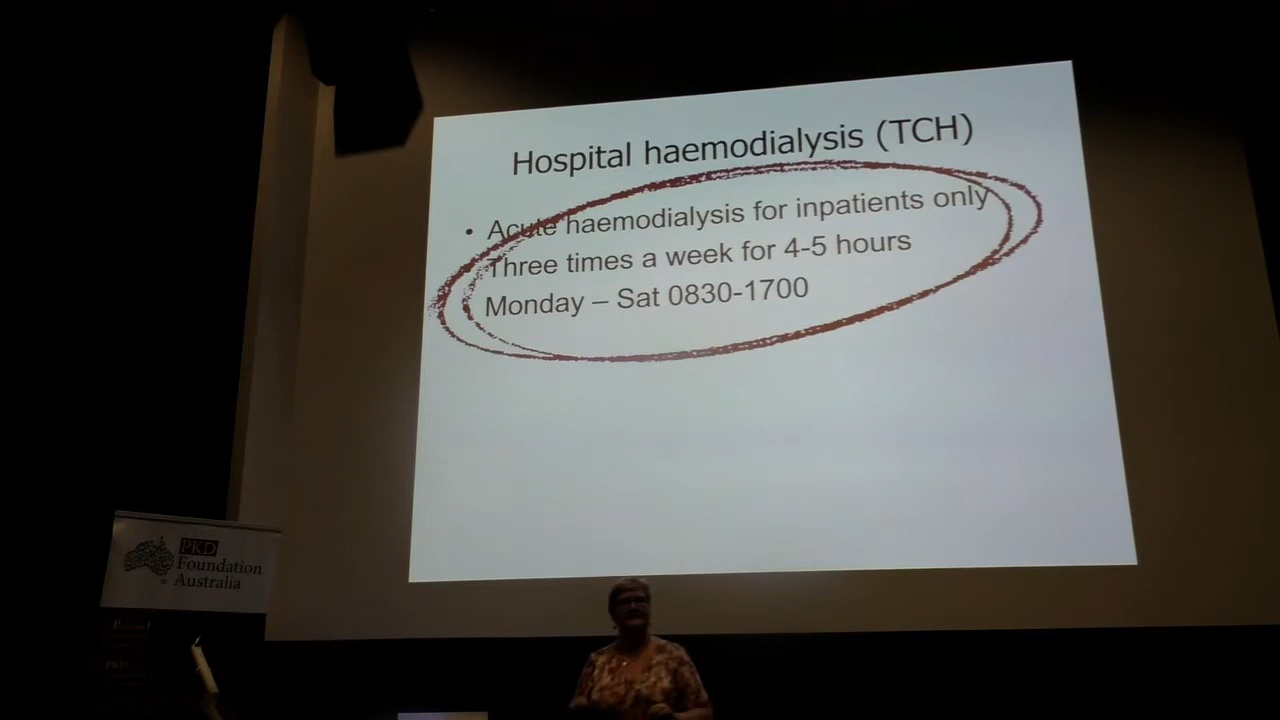 Hospital haemodialysis (TCH)
• Acute haemodialysis for inpatients only
Three times a week for 4-5 hours
Monday – Sat 0830-1700
PKD
Foundation
Australia